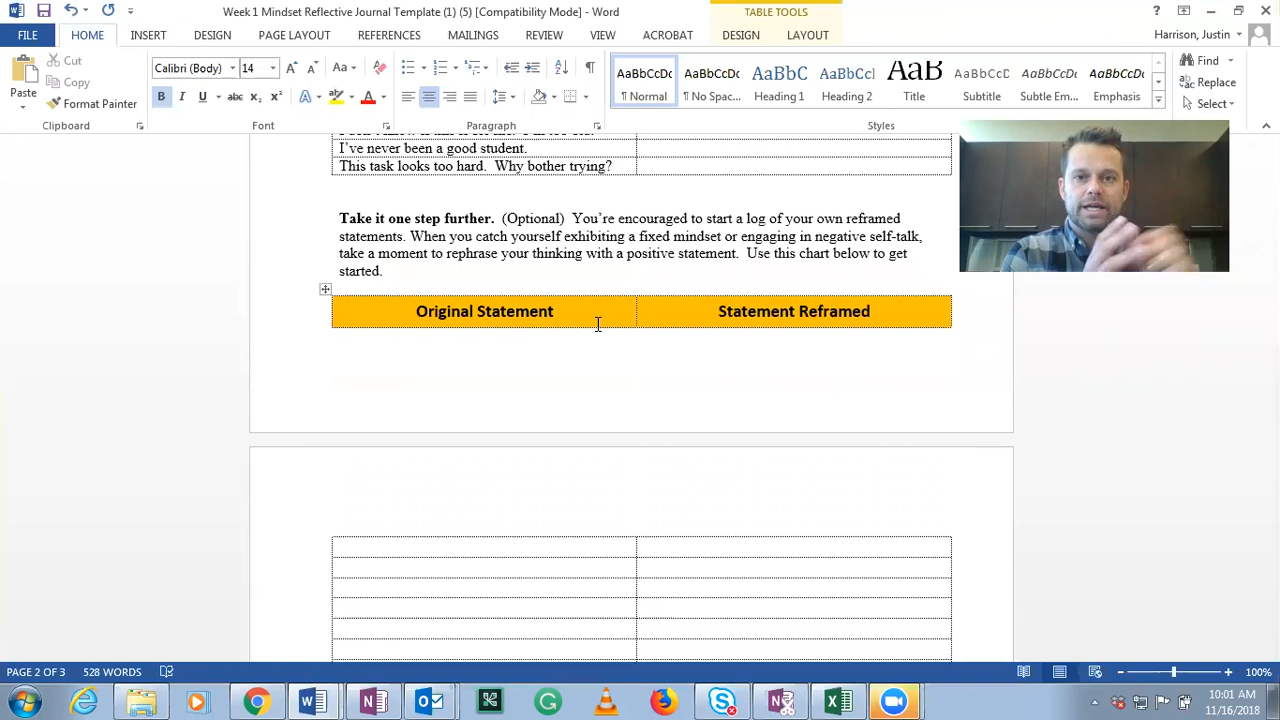 Week 1 Mindset Reflective Journal Template (1) (5) [Compatibility Mode] - Word
TABLE TOOLS
FILE HOME INSERT DESIGN PAGE LAYOUT REFERENCES MAILINGS REVIEW VIEW ACROBAT DESIGN LAYOUT
Harrison, Justin
Paste
Cut
Copy
Format Painter
Clipboard
Calibri (Body) 14
Font
Paragraph
AaBbCcDc AaBbCcDc AaBbC AaBbCcC AaB AaBbCcD AaBbCcDc AaBbCcDc
¶ Normal ¶ No Spac... Heading 1 Heading 2 Title Subtitle Subtle Em... Emphasis
Styles
Find
Replace
Select
I've never been a good student.
This task looks too hard. Why bother trying?
Take it one step further. (Optional) You're encouraged to start a log of your own reframed
statements. When you catch yourself exhibiting a fixed mindset or engaging in negative self-talk,
take a moment to rephrase your thinking with a positive statement. Use this chart below to get
started.
Original Statement Statement Reframed
PAGE 2 OF 3 528 WORDS
100%
10:01 AM
11/16/2018